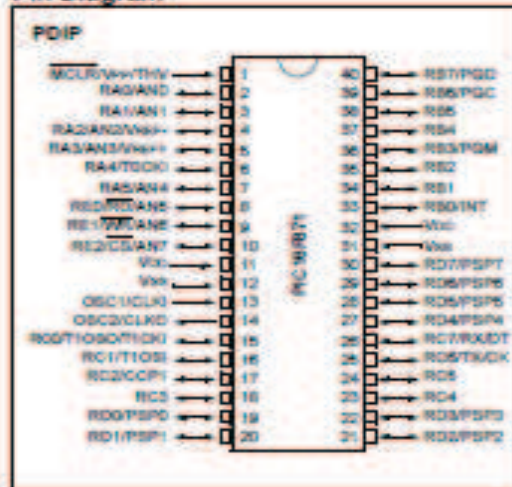 Pin Diagram
PDIP
MCLR/VPP/THV
RA0/AN0
RA1/AN1
RA2/AN2/VREF-
RA3/AN3/VREF+
RA4/T0CKI
RA5/AN4
RE0/RD/AN5
RE1/WR/AN6
RE2/CS/AN7
VDD
VSS
OSC1/CLKI
OSC2/CLKO
RC0/T1OSO/T1CKI
RC1/T1OSI
RC2/CCP1
RC3
RD0/PSP0
RD1/PSP1
1
2
3
4
5
6
7
8
9
10
11
12
13
14
15
16
17
18
19
20
PIC16F871
40
39
38
37
36
35
34
33
32
31
30
29
28
27
26
25
24
23
22
21
RB7/PGD
RB6/PGC
RB5
RB4
RB3/PGM
RB2
RB1
RB0/INT
VDD
VSS
RD7/PSP7
RD6/PSP6
RD5/PSP5
RD4/PSP4
RC7/RX/DT
RC6/TX/CK
RC5
RC4
RD3/PSP3
RD2/PSP2